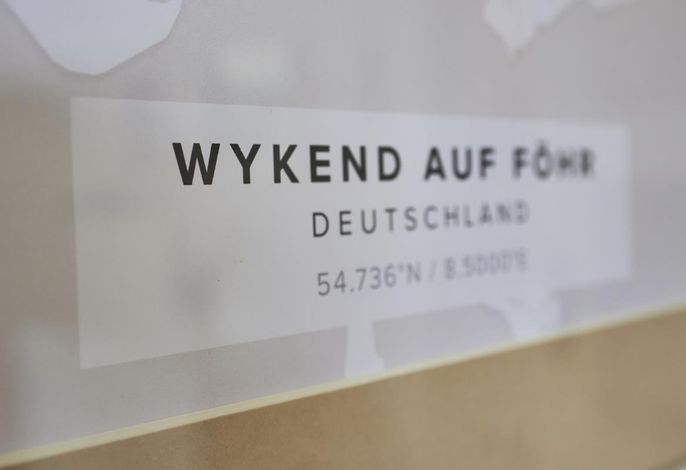 WYKEND AUF FÖHR
DEUTSCHLAND
54.736°N / 8.5000°E